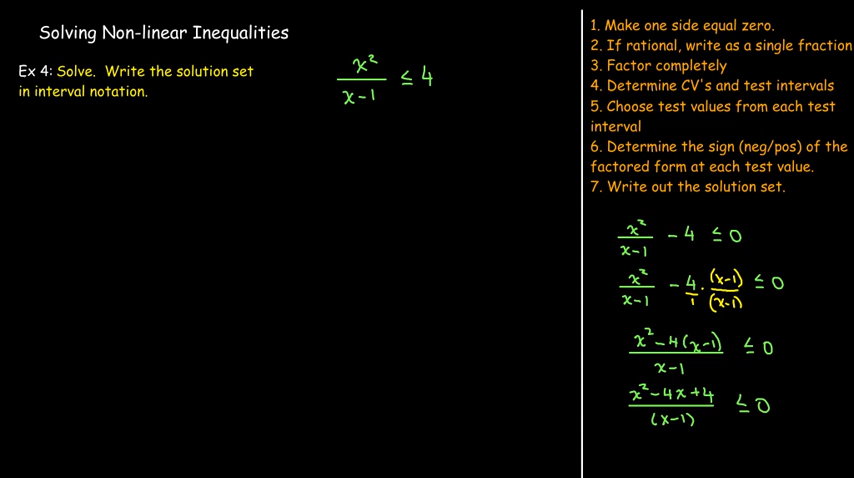 Solving Non-linear Inequalities
Ex 4: Solve. Write the solution set
in interval notation.
x²/(x-1) ≤ 4
1. Make one side equal zero.
2. If rational, write as a single fraction
3. Factor completely
4. Determine CV's and test intervals
5. Choose test values from each test
interval
6. Determine the sign (neg/pos) of the
factored form at each test value.
7. Write out the solution set.
x²/(x-1) - 4 ≤ 0
x²/(x-1) - 4/1 · (x-1)/(x-1) ≤ 0
(x² - 4(x-1))/(x-1) ≤ 0
(x² - 4x + 4)/(x-1) ≤ 0